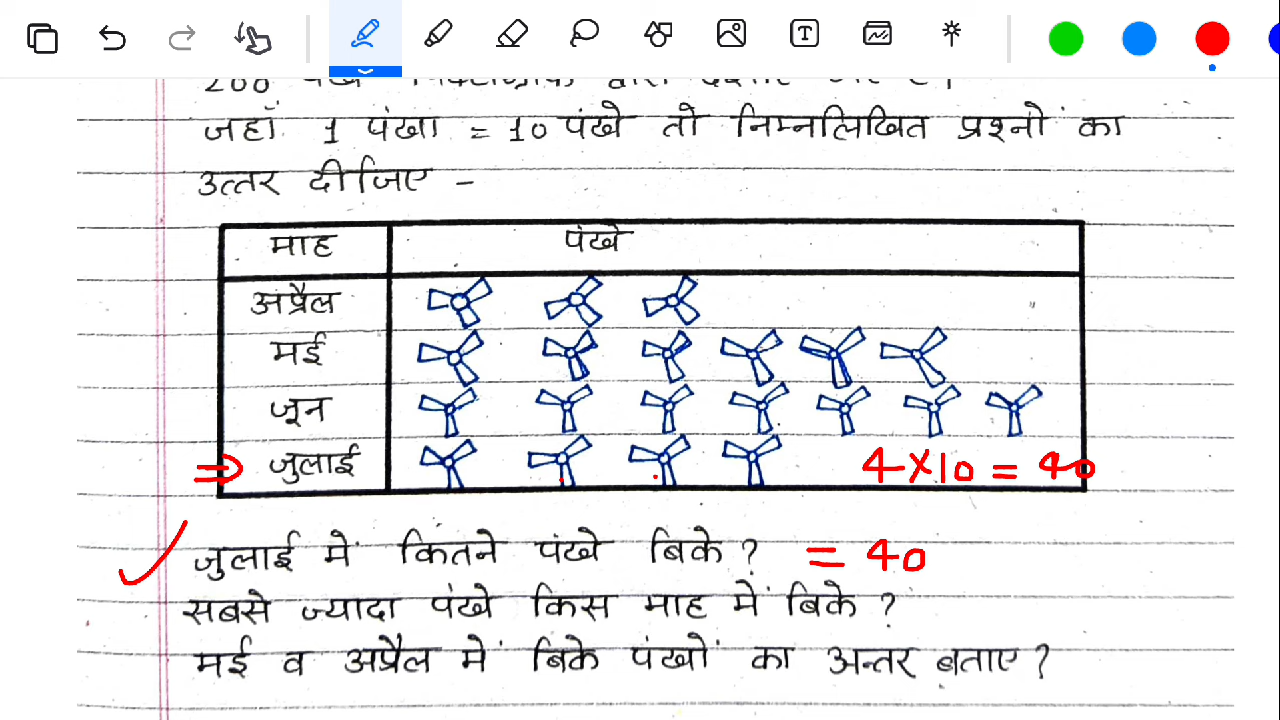 200
जहाँ 1 पंखा = 10 पंखे तो निम्नलिखित प्रश्नों का
उत्तर दीजिए -
माह पंखे
अप्रैल
मई
जून
⇒ जुलाई 4×10 = 40
जुलाई में कितने पंखे बिके? = 40
सबसे ज्यादा पंखे किस माह में बिके?
मई व अप्रैल में बिके पंखों का अन्तर बताए?